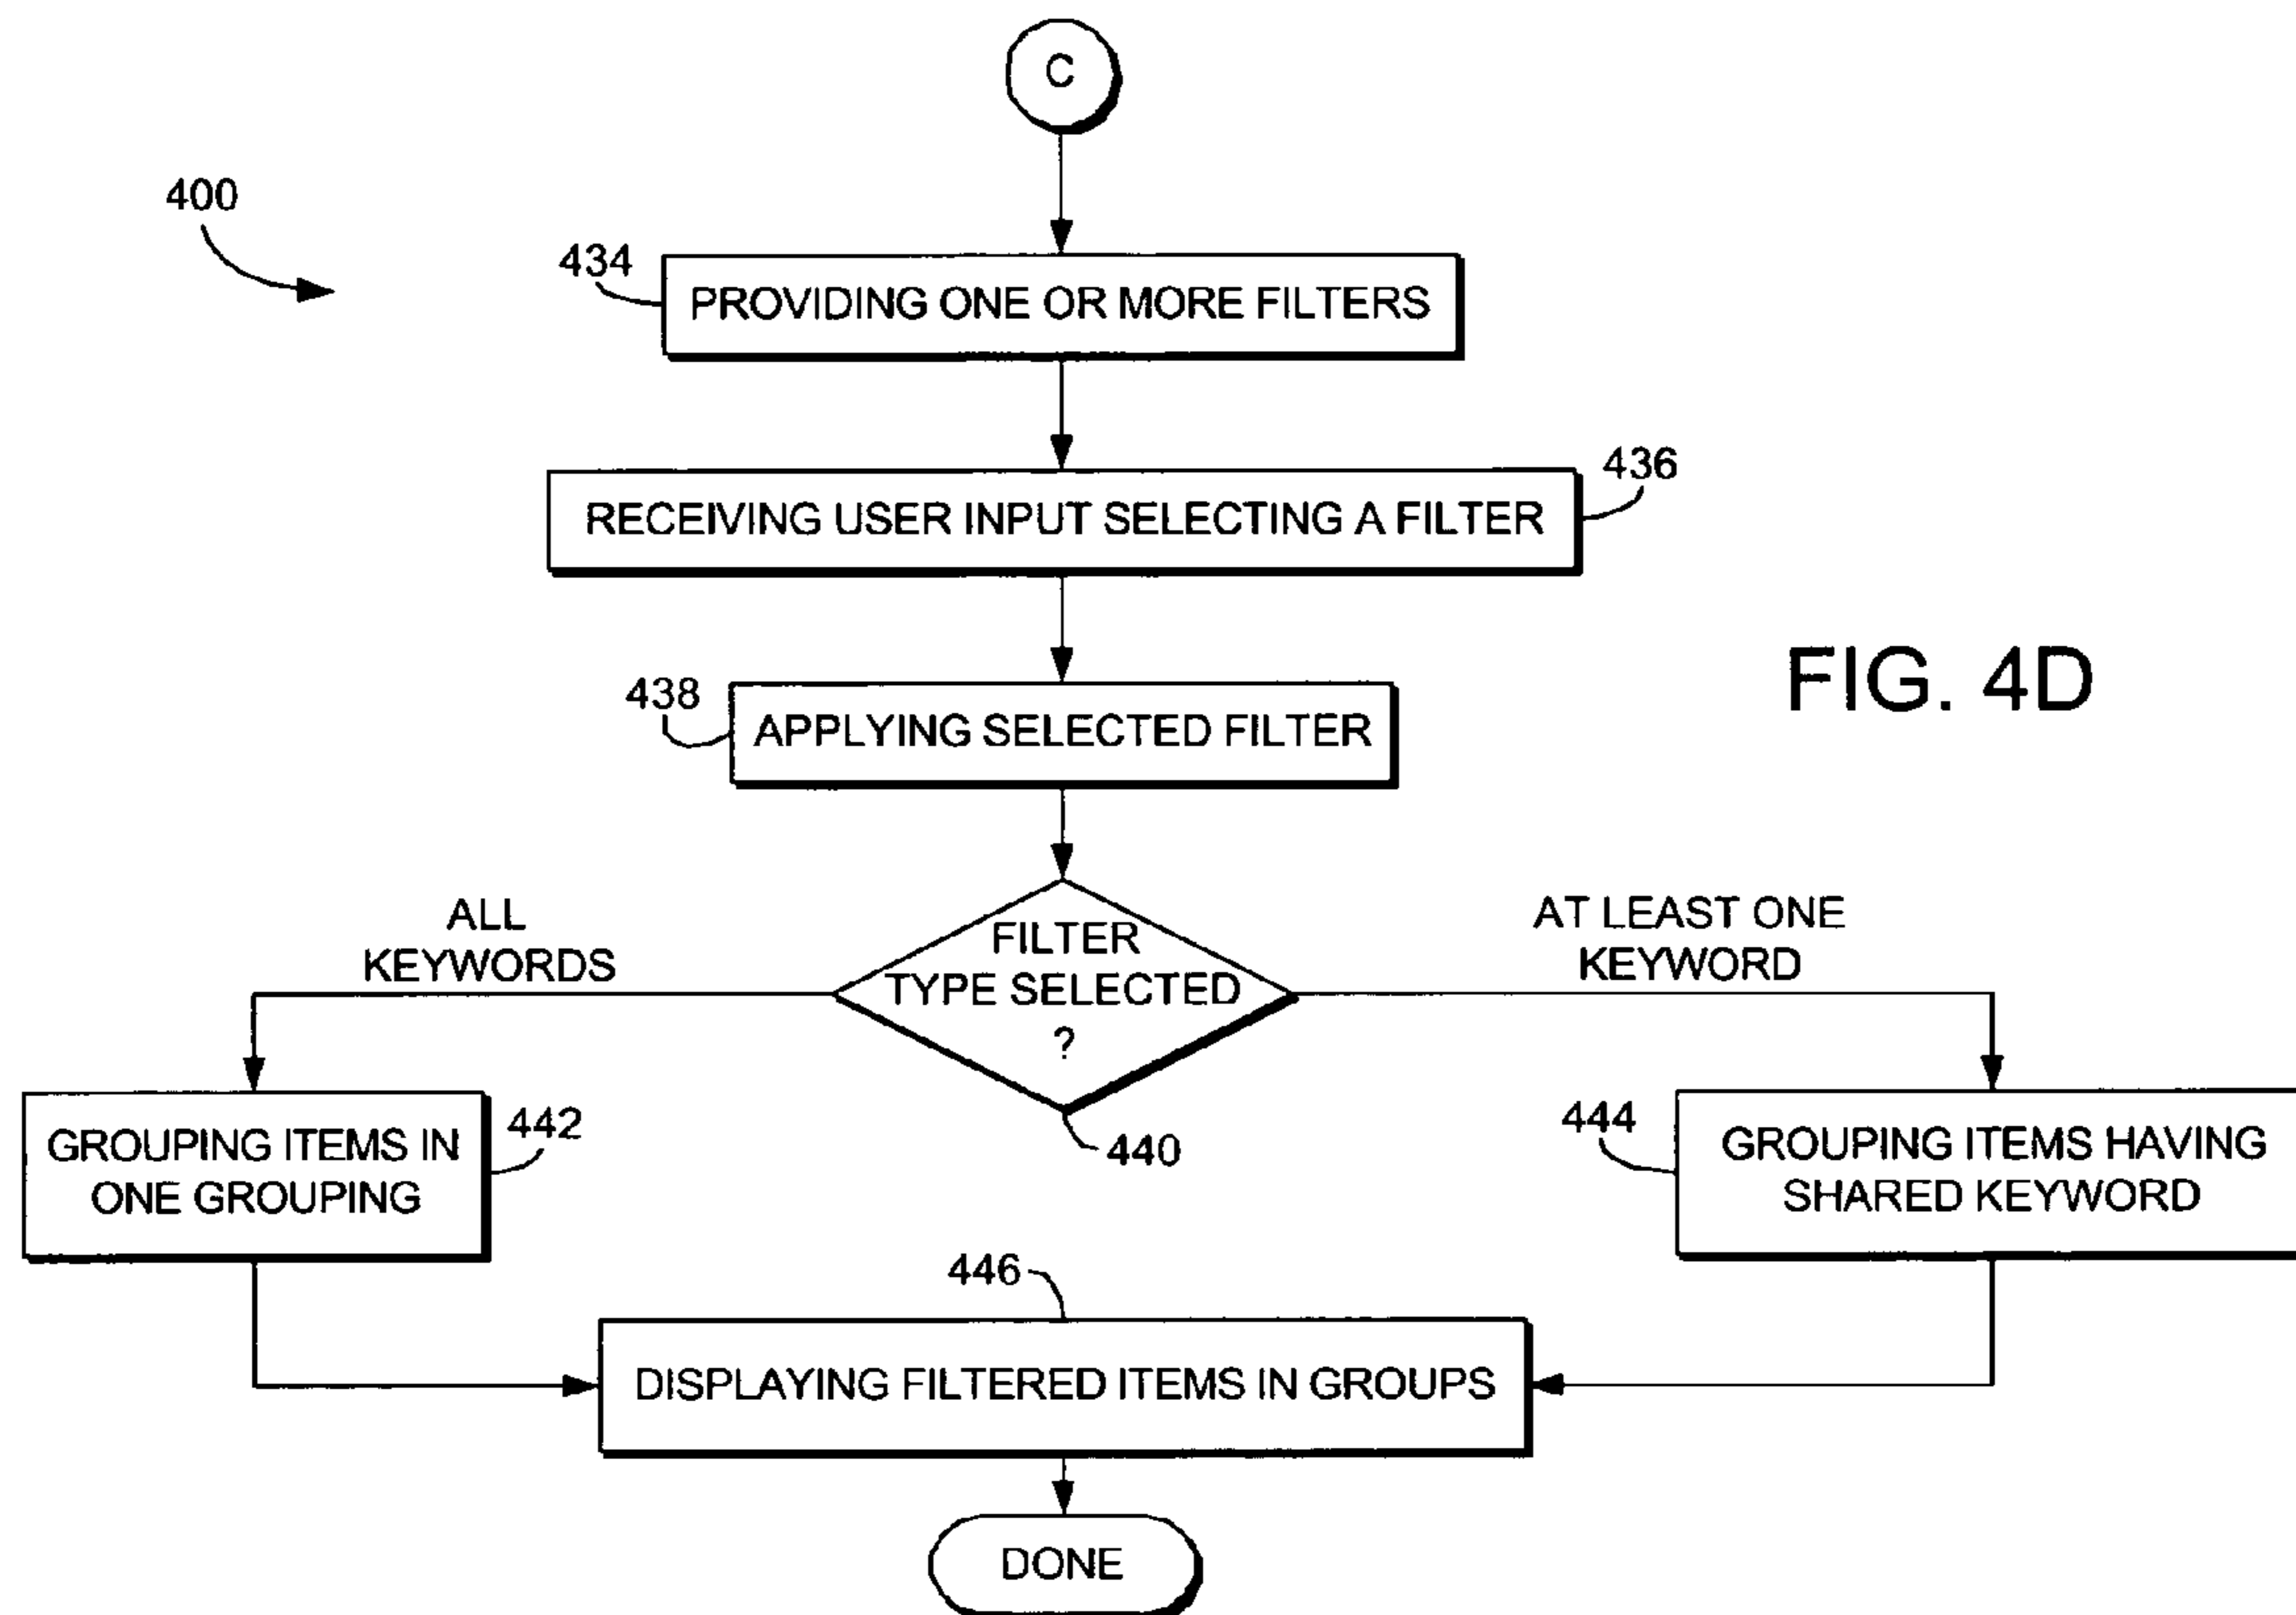 C
400
434
PROVIDING ONE OR MORE FILTERS
436
RECEIVING USER INPUT SELECTING A FILTER
FIG. 4D
438
APPLYING SELECTED FILTER
ALL
KEYWORDS
FILTER
TYPE SELECTED
?
AT LEAST ONE
KEYWORD
440
GROUPING ITEMS IN
ONE GROUPING
442
444
GROUPING ITEMS HAVING
SHARED KEYWORD
446
DISPLAYING FILTERED ITEMS IN GROUPS
DONE